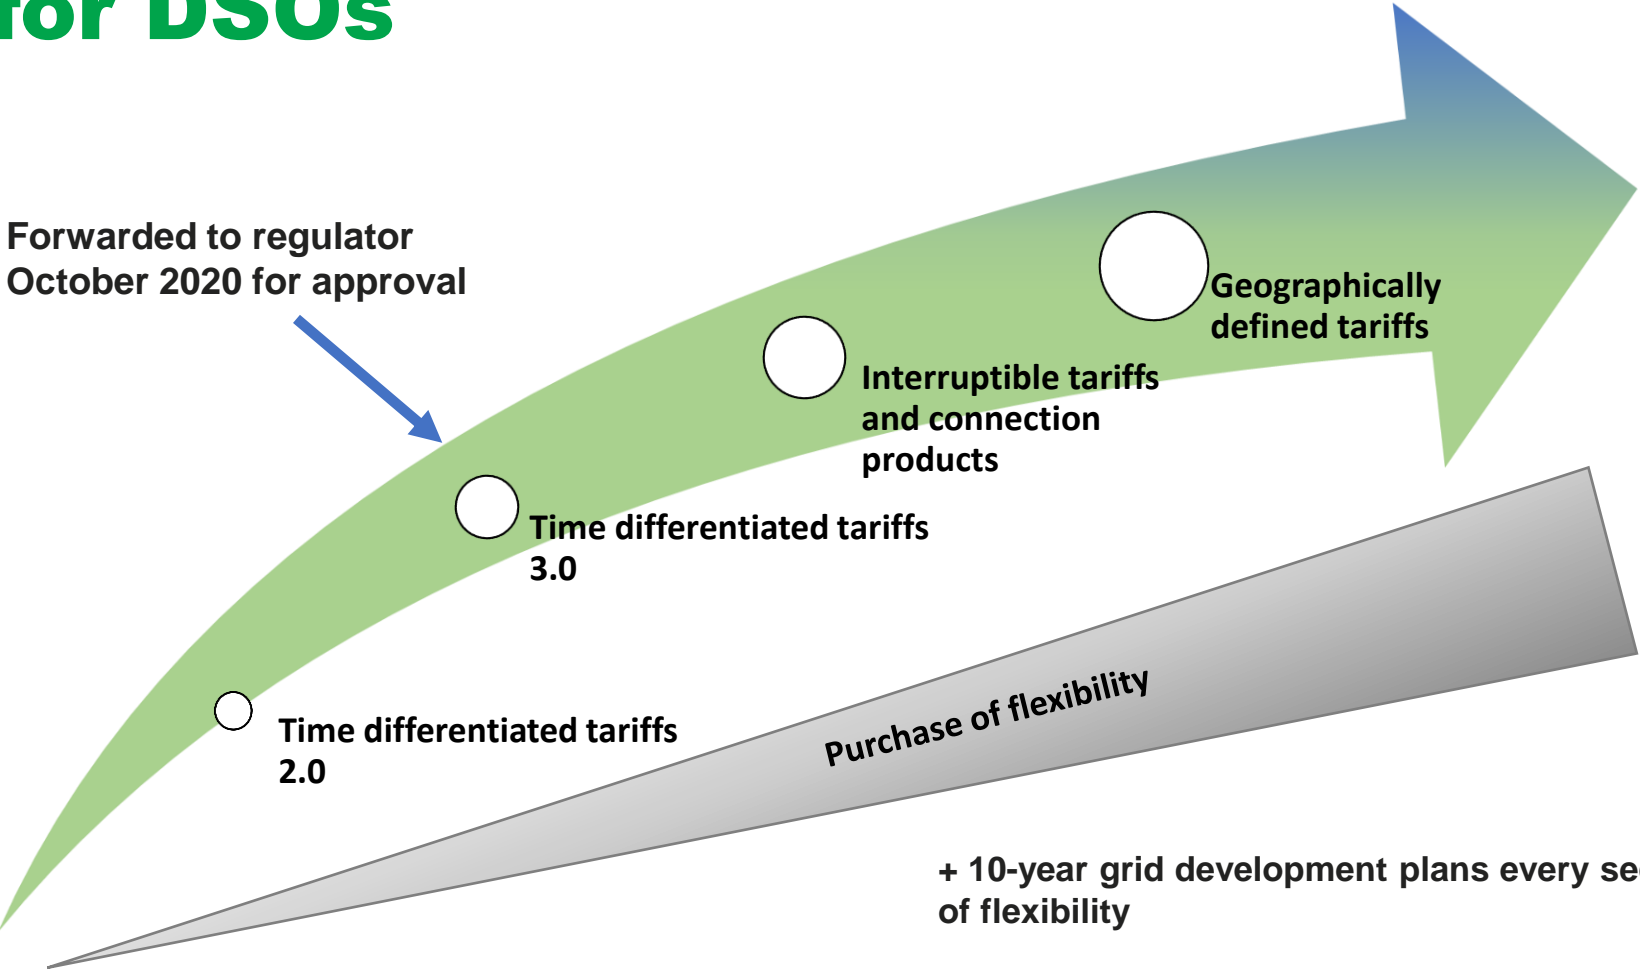 for DSOs
Forwarded to regulator
October 2020 for approval
Geographically
defined tariffs
Interruptible tariffs
and connection
products
Time differentiated tariffs
3.0
Time differentiated tariffs
2.0
Purchase of flexibility
+ 10-year grid development plans every
of flexibility